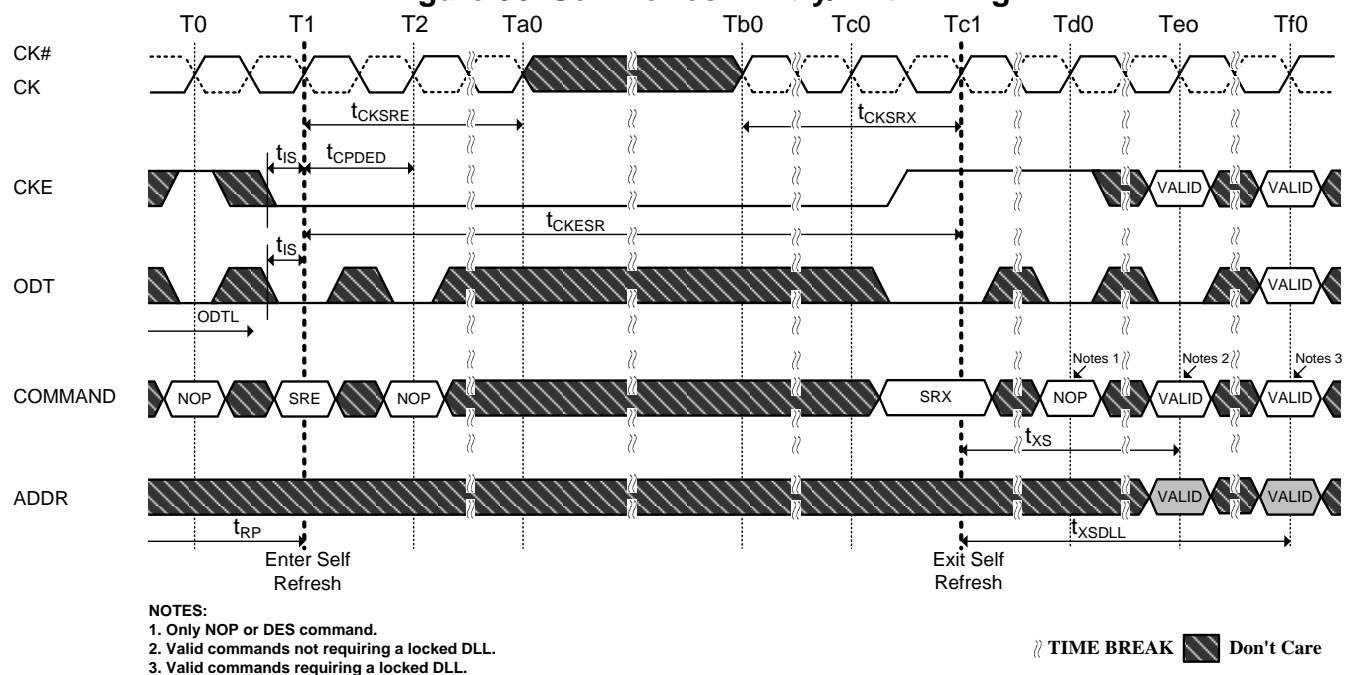 T0 T1 T2 Ta0 Tb0 Tc0 Tc1 Td0 Teo Tf0
CK#
CK
tCKSRE tCKSRX
tIS tCPDED
CKE VALID VALID
tCKESR
tIS
ODT VALID
ODTL
Notes 1 Notes 2 Notes 3
COMMAND NOP SRE NOP SRX NOP VALID VALID
tXS
ADDR VALID VALID
tRP tXSDLL
Enter Self Exit Self
Refresh Refresh
NOTES:
1. Only NOP or DES command.
2. Valid commands not requiring a locked DLL.
3. Valid commands requiring a locked DLL.
TIME BREAK Don't Care